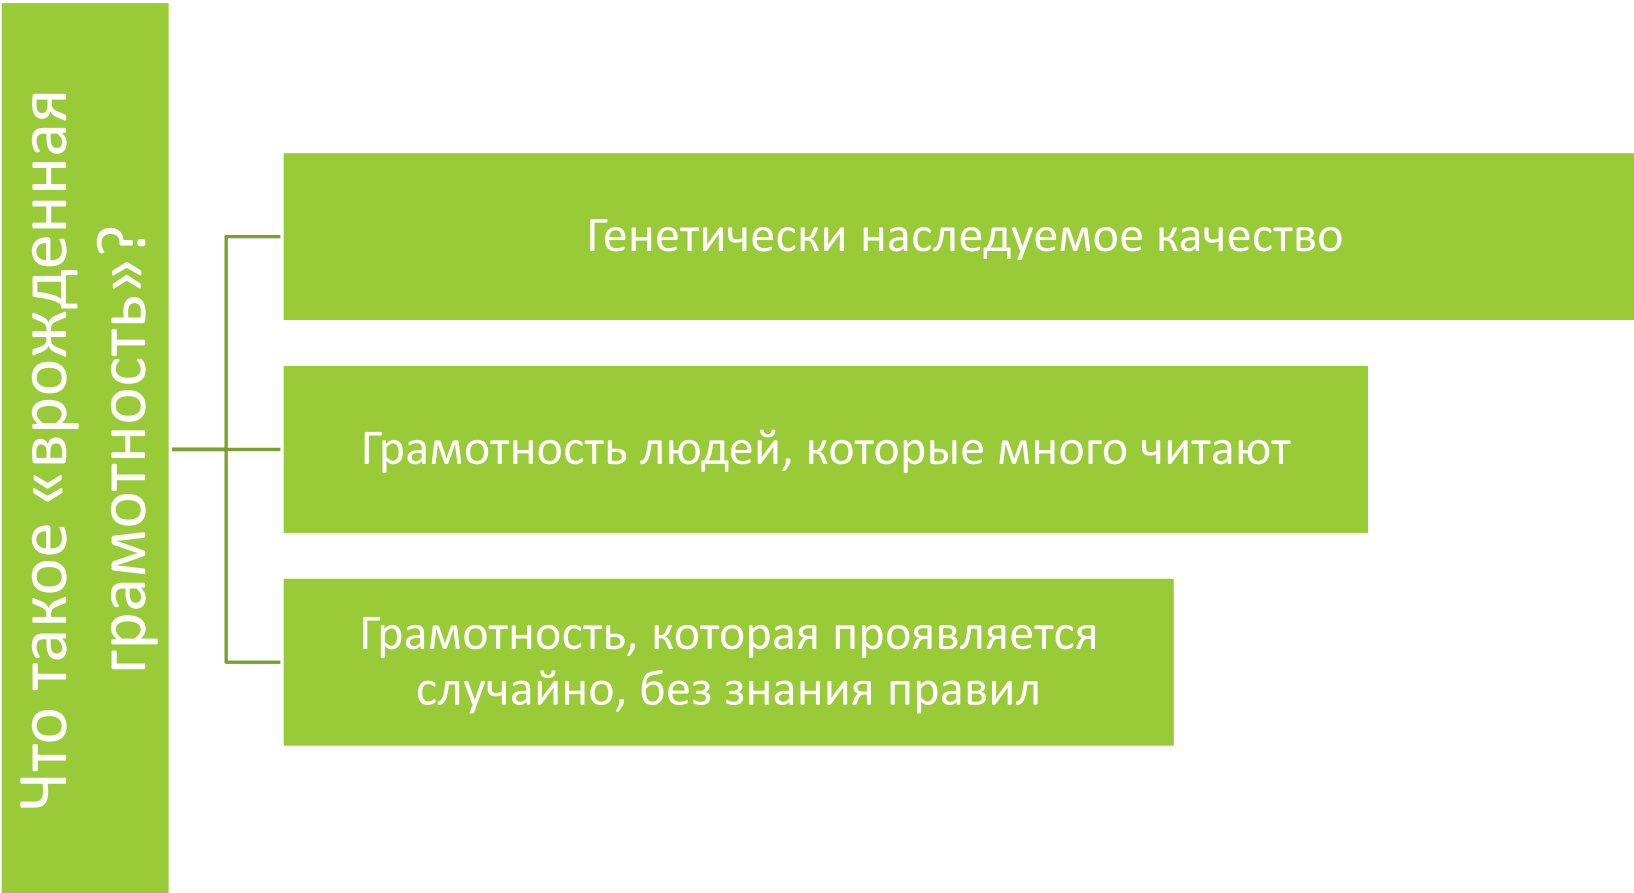 Что такое «врожденная
грамотность»?
Генетически наследуемое качество
Грамотность людей, которые много читают
Грамотность, которая проявляется
случайно, без знания правил